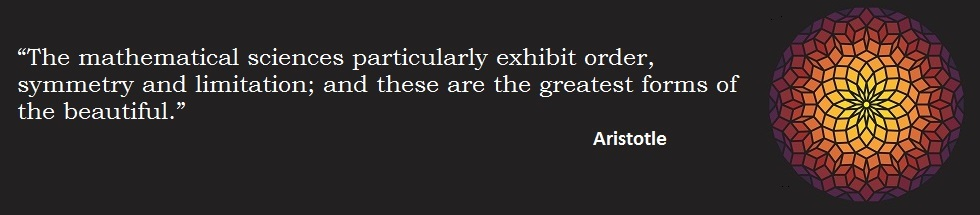 “The mathematical sciences particularly exhibit order,
symmetry and limitation; and these are the greatest forms of
the beautiful.”
Aristotle